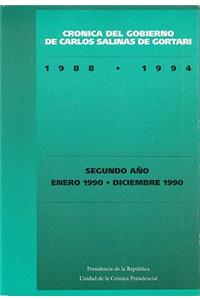 CRONICA DEL GOBIERNO
DE CARLOS SALINAS DE GORTARI
1988 • 1994
SEGUNDO AÑO
ENERO 1990 • DICIEMBRE 1990
Presidencia de la República
Unidad de la Crónica Presidencial